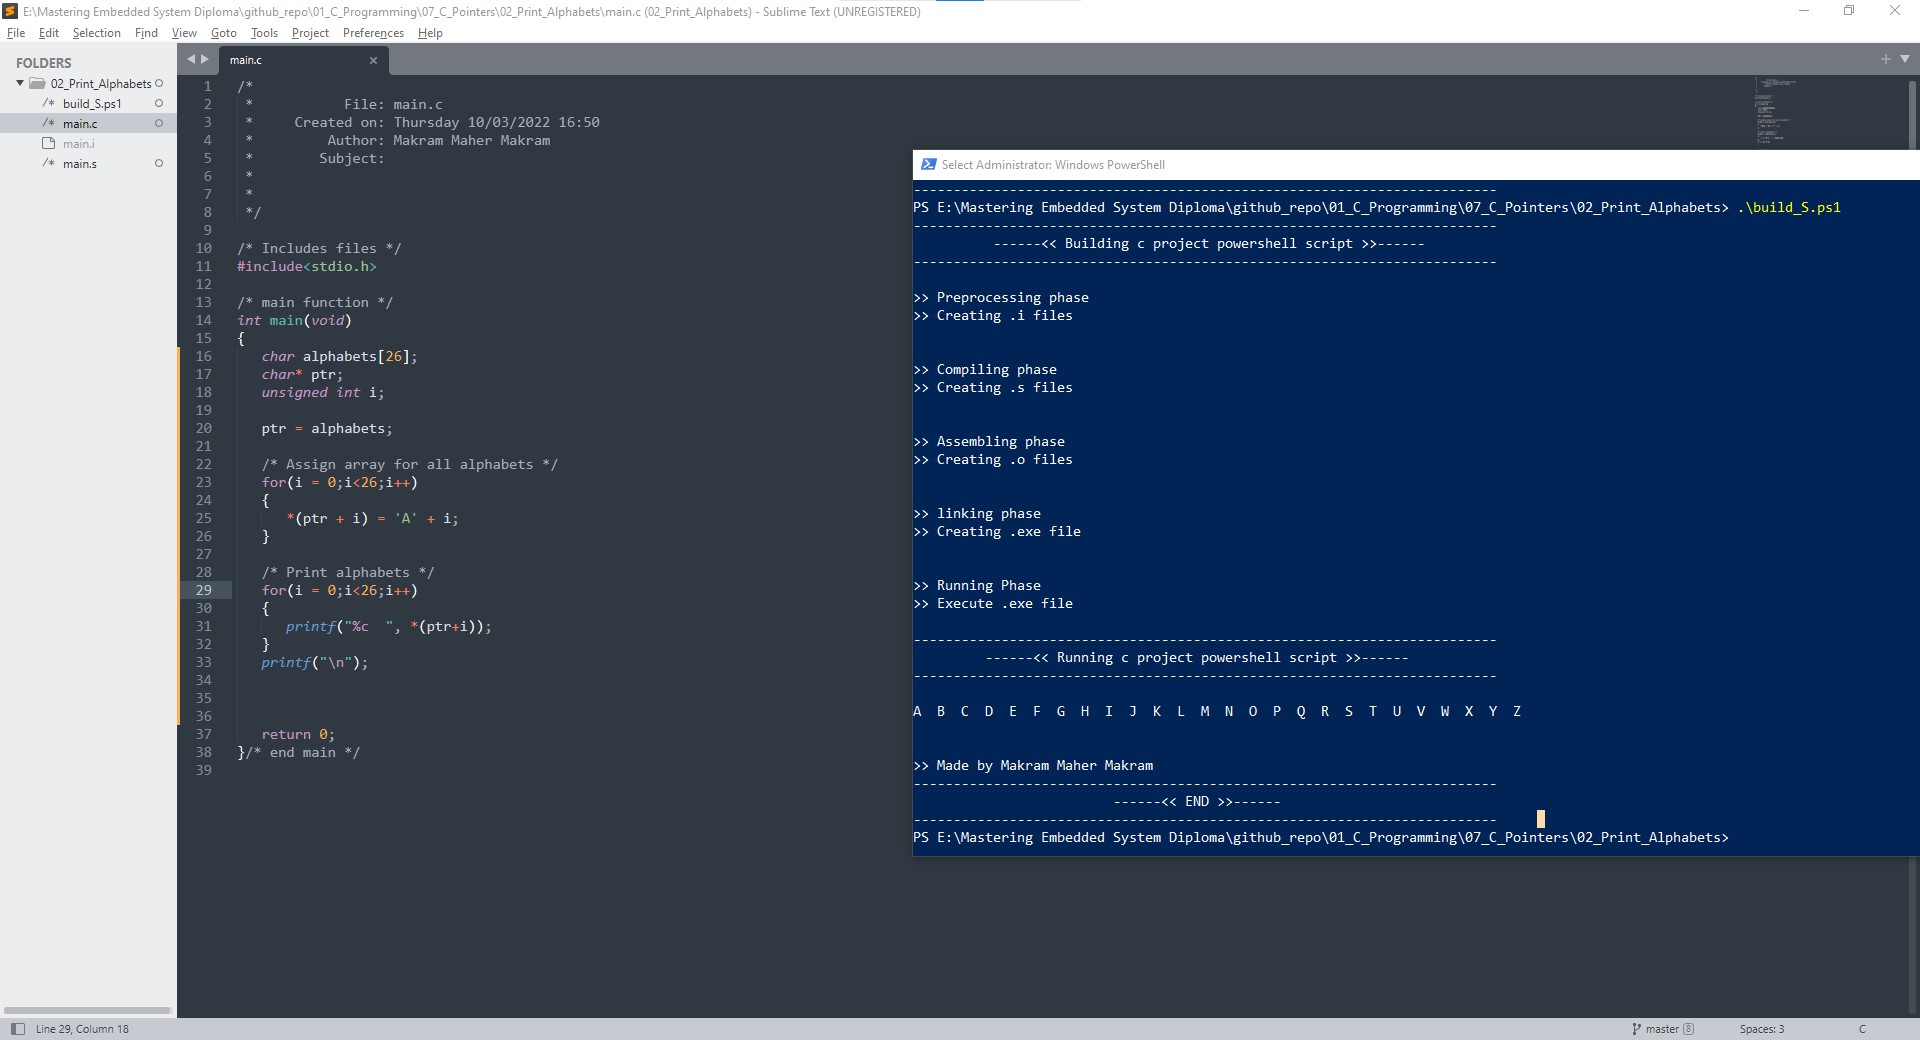 E:\Mastering Embedded System Diploma\github_repo\01_C_Programming\07_C_Pointers\02_Print_Alphabets\main.c (02_Print_Alphabets) - Sublime Text (UNREGISTERED)
File Edit Selection Find View Goto Tools Project Preferences Help
FOLDERS
02_Print_Alphabets
/* build_S.ps1
/* main.c
main.i
/* main.s
main.c ×
1 /*
2 * File: main.c
3 * Created on: Thursday 10/03/2022 16:50
4 * Author: Makram Maher Makram
5 * Subject:
6 *
7 *
8 */
9
10 /* Includes files */
11 #include<stdio.h>
12
13 /* main function */
14 int main(void)
15 {
16 char alphabets[26];
17 char* ptr;
18 unsigned int i;
19
20 ptr = alphabets;
21
22 /* Assign array for all alphabets */
23 for(i = 0;i<26;i++)
24 {
25 *(ptr + i) = 'A' + i;
26 }
27
28 /* Print alphabets */
29 for(i = 0;i<26;i++)
30 {
31 printf("%c  ", *(ptr+i));
32 }
33 printf("\n");
34
35
36
37 return 0;
38 }/* end main */
39
Select Administrator: Windows PowerShell
-------------------------------------------------------------------------
PS E:\Mastering Embedded System Diploma\github_repo\01_C_Programming\07_C_Pointers\02_Print_Alphabets> .\build_S.ps1
-------------------------------------------------------------------------
------<< Building c project powershell script >>------
-------------------------------------------------------------------------
>> Preprocessing phase
>> Creating .i files
>> Compiling phase
>> Creating .s files
>> Assembling phase
>> Creating .o files
>> linking phase
>> Creating .exe file
>> Running Phase
>> Execute .exe file
-------------------------------------------------------------------------
------<< Running c project powershell script >>------
-------------------------------------------------------------------------
A B C D E F G H I J K L M N O P Q R S T U V W X Y Z
>> Made by Makram Maher Makram
-------------------------------------------------------------------------
------<< END >>------
-------------------------------------------------------------------------
PS E:\Mastering Embedded System Diploma\github_repo\01_C_Programming\07_C_Pointers\02_Print_Alphabets>
Line 29, Column 18
master 8
Spaces: 3
C